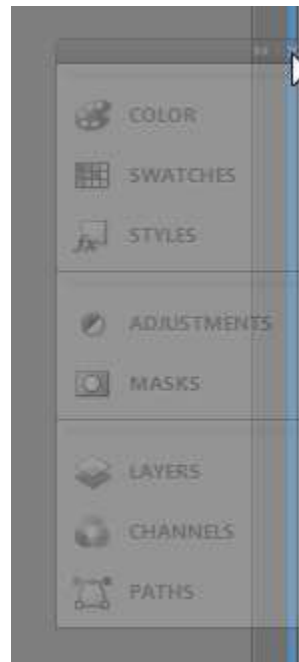 COLOR
SWATCHES
STYLES
ADJUSTMENTS
MASKS
LAYERS
CHANNELS
PATHS